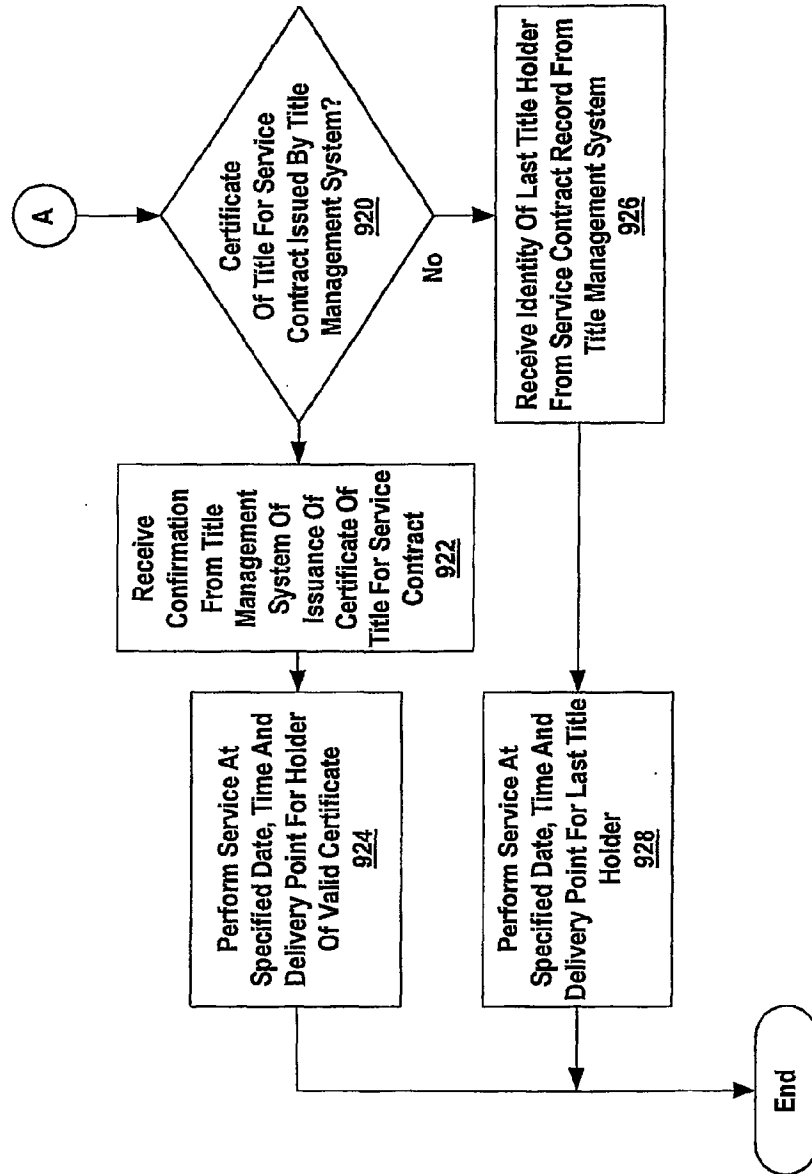 A
Certificate
Of Title For Service
Contract Issued By Title
Management System?
920
No
Receive
Confirmation
From Title
Management
System Of
Issuance Of
Certificate Of
Title For Service
Contract
922
Perform Service At
Specified Date, Time And
Delivery Point For Holder
Of Valid Certificate
924
Receive Identity Of Last Title Holder
From Service Contract Record From
Title Management System
926
Perform Service At
Specified Date, Time And
Delivery Point For Last Title
Holder
928
End